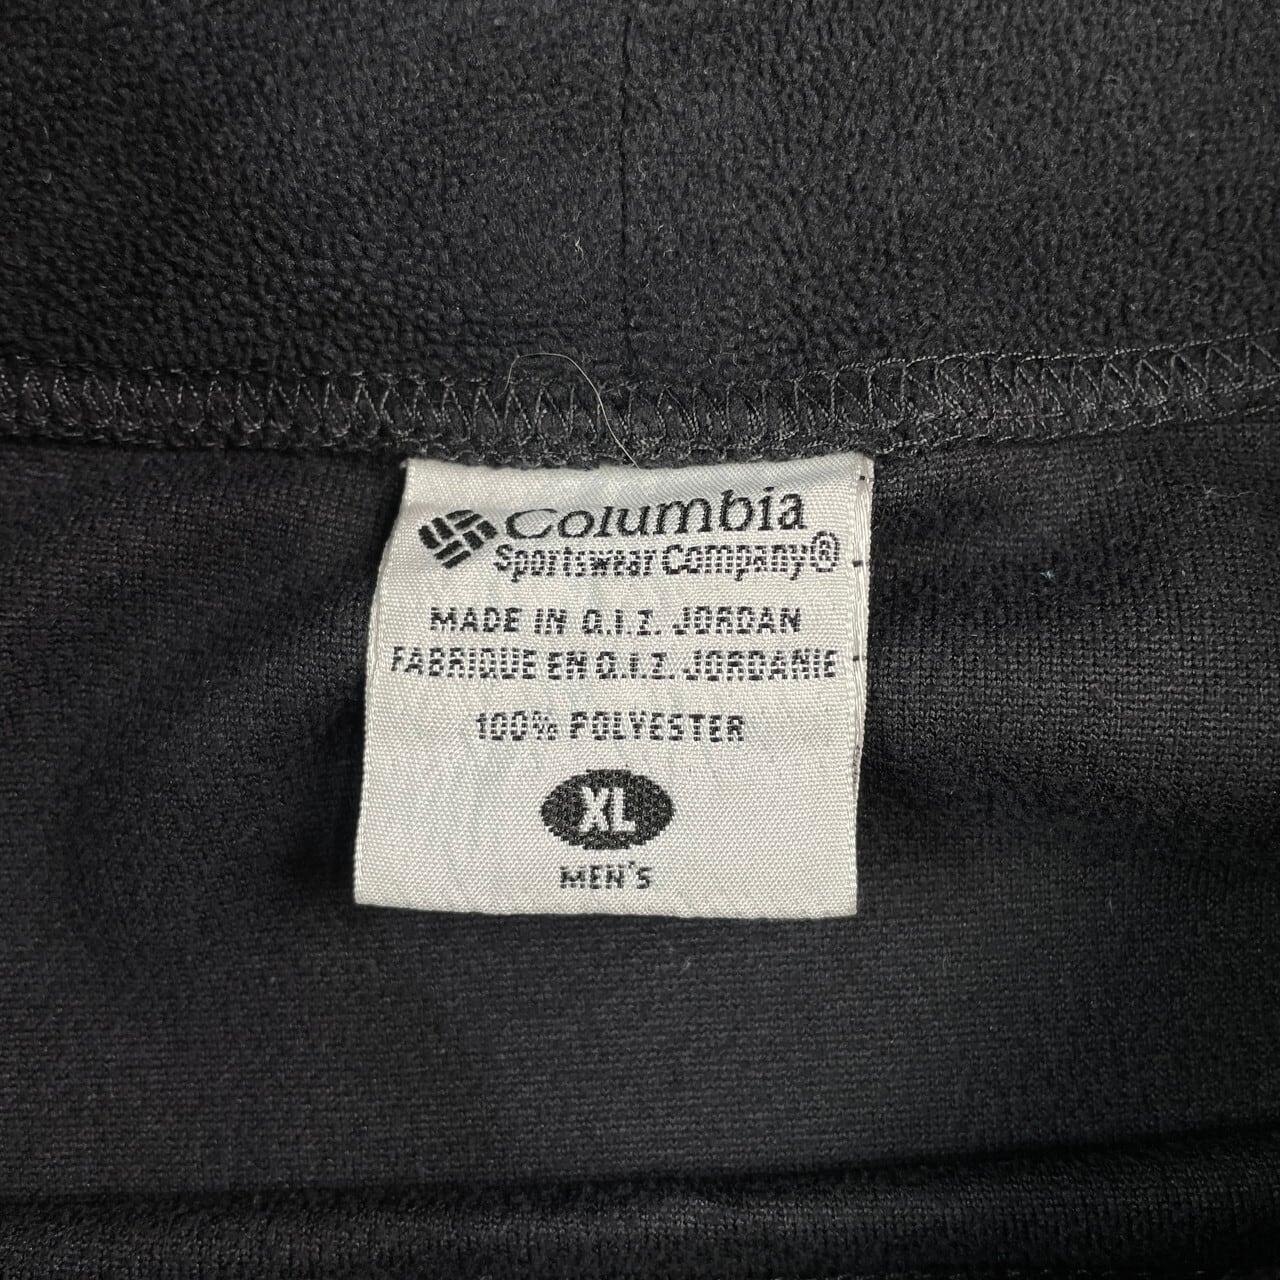 Columbia
Sportswear Company®
MADE IN Q.I.Z. JORDAN
FABRIQUE EN Q.I.Z. JORDANIE
100% POLYESTER
XL
MEN'S